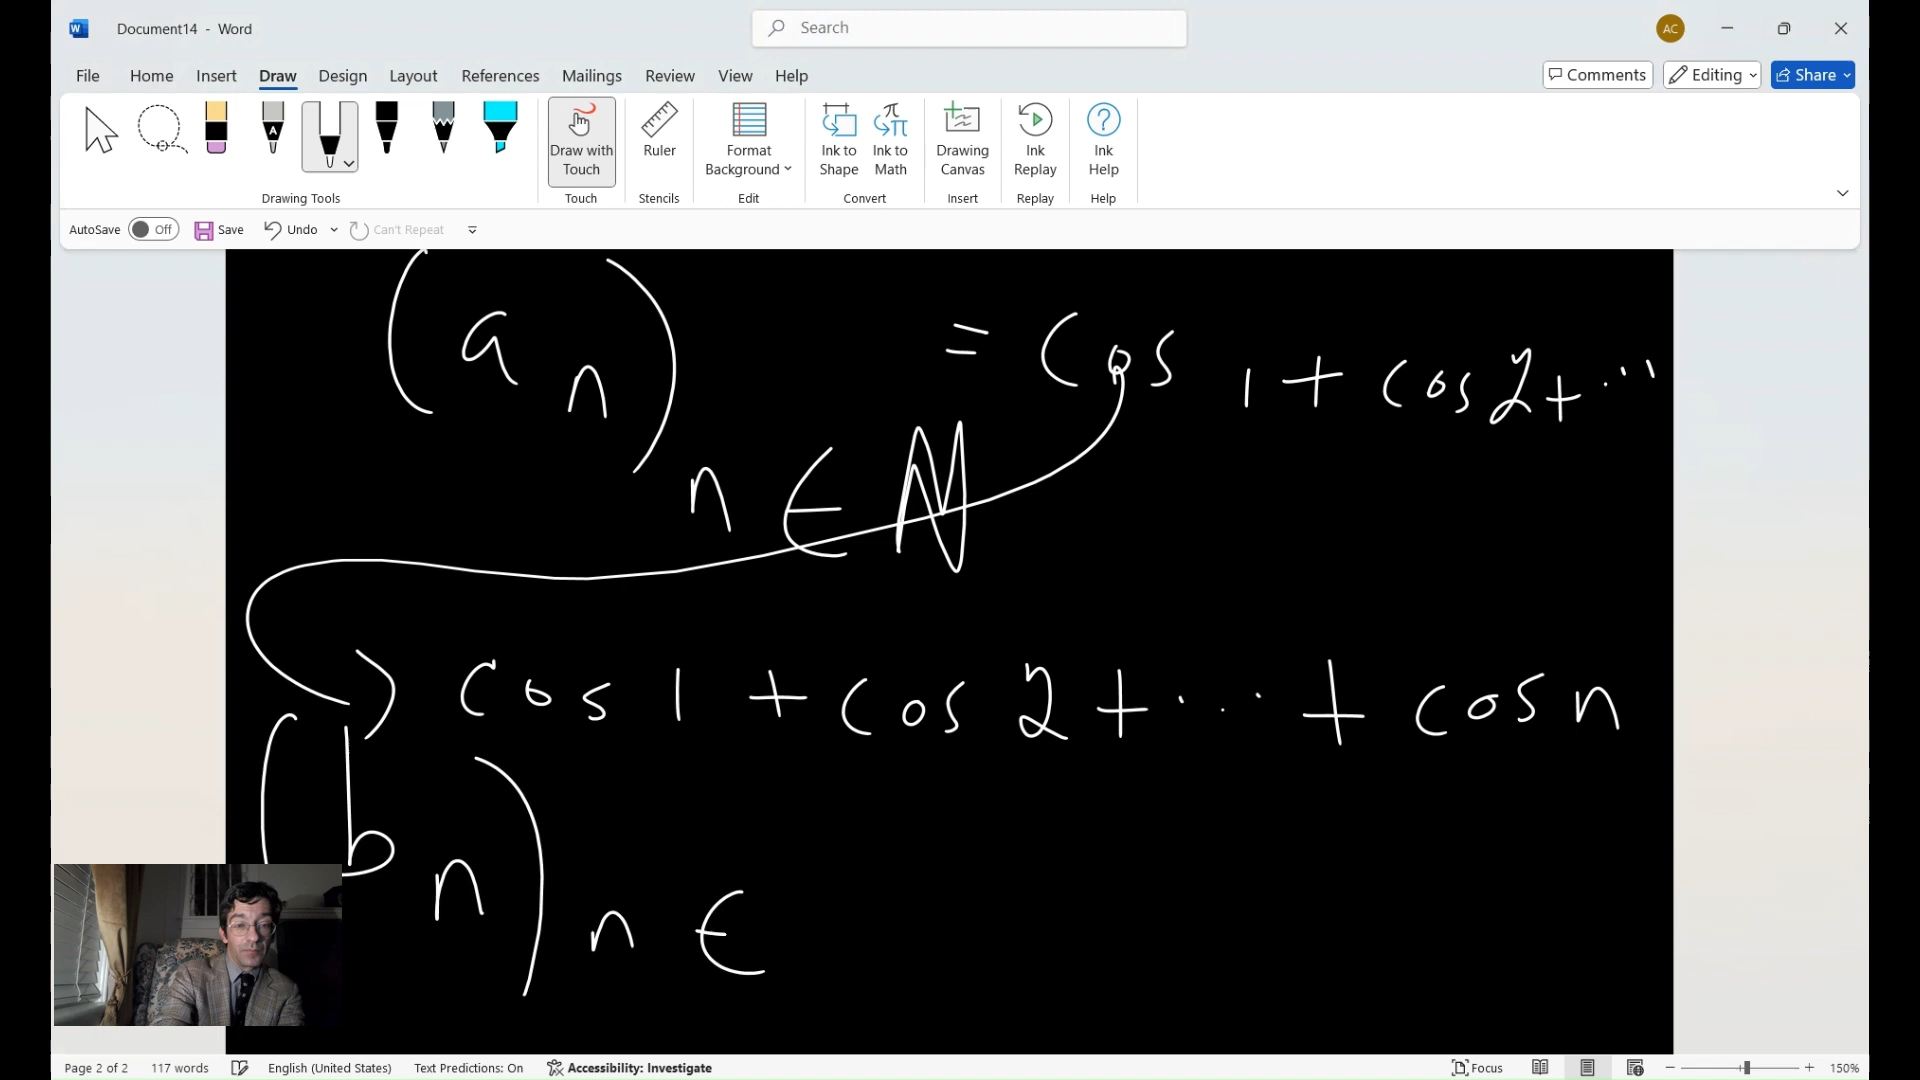 Document14 - Word
Search
AC
File Home Insert Draw Design Layout References Mailings Review View Help
Comments Editing Share
A
Draw with Touch
Ruler
Format Background
Ink to Shape
Ink to Math
Drawing Canvas
Ink Replay
Ink Help
Drawing Tools Touch Stencils Edit Convert Insert Replay Help
AutoSave Off Save Undo Can't Repeat
(a n) n ∈ N = cos 1 + cos 2 + ...
cos 1 + cos 2 + ... + cos n
(b n) n ∈
Page 2 of 2 117 words English (United States) Text Predictions: On Accessibility: Investigate Focus 150%